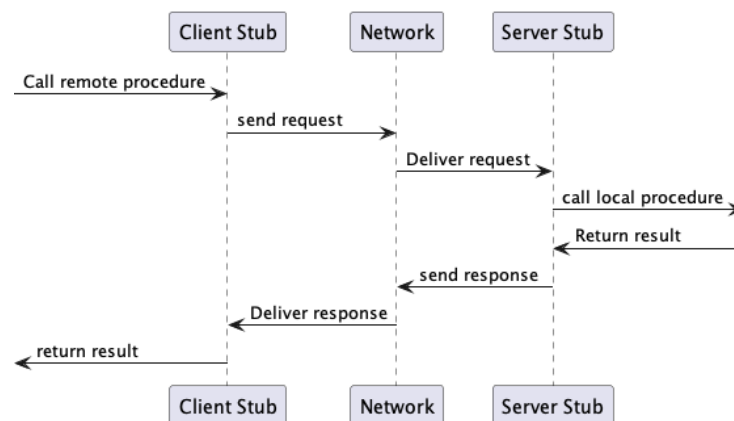 Client Stub Network Server Stub
Call remote procedure
send request
Deliver request
call local procedure
Return result
send response
Deliver response
return result
Client Stub Network Server Stub